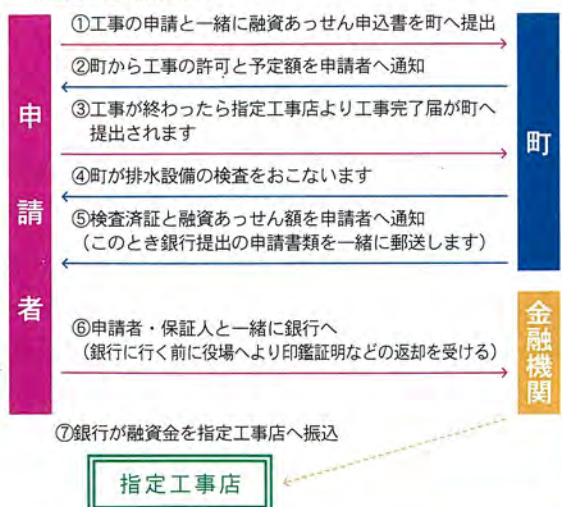 ①工事の申請と一緒に融資あっせん申込書を町へ提出
②町から工事の許可と予定額を申請者へ通知
③工事が終わったら指定工事店より工事完了届が町へ
提出されます
④町が排水設備の検査をおこないます
⑤検査済証と融資あっせん額を申請者へ通知
（このとき銀行提出の申請書類を一緒に郵送します）
⑥申請者・保証人と一緒に銀行へ
（銀行に行く前に役場へより印鑑証明などの返却を受ける）
申請者
町
金融機関
⑦銀行が融資金を指定工事店へ振込
指定工事店